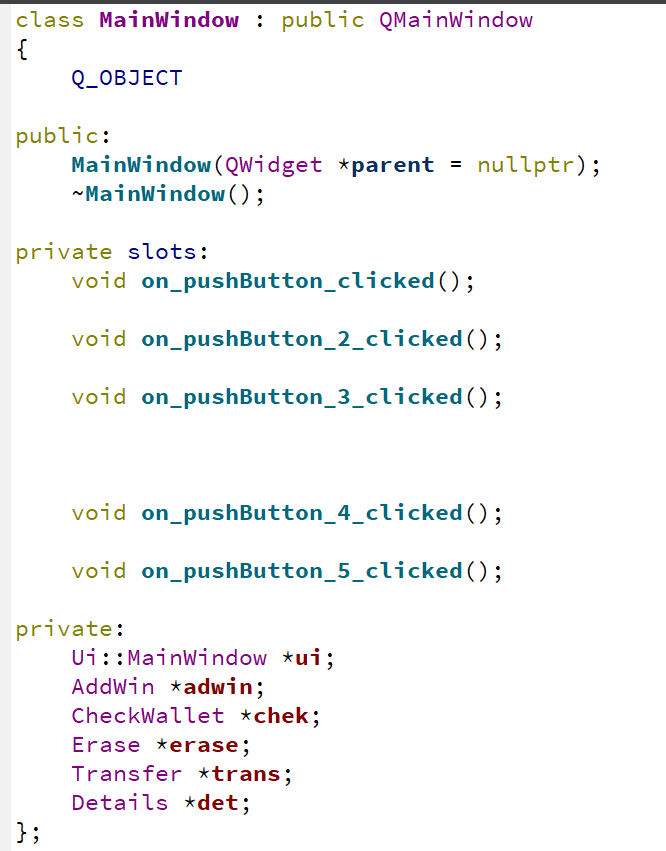 class MainWindow : public QMainWindow
{
    Q_OBJECT

public:
    MainWindow(QWidget *parent = nullptr);
    ~MainWindow();

private slots:
    void on_pushButton_clicked();

    void on_pushButton_2_clicked();

    void on_pushButton_3_clicked();



    void on_pushButton_4_clicked();

    void on_pushButton_5_clicked();

private:
    Ui::MainWindow *ui;
    AddWin *adwin;
    CheckWallet *chek;
    Erase *erase;
    Transfer *trans;
    Details *det;
};